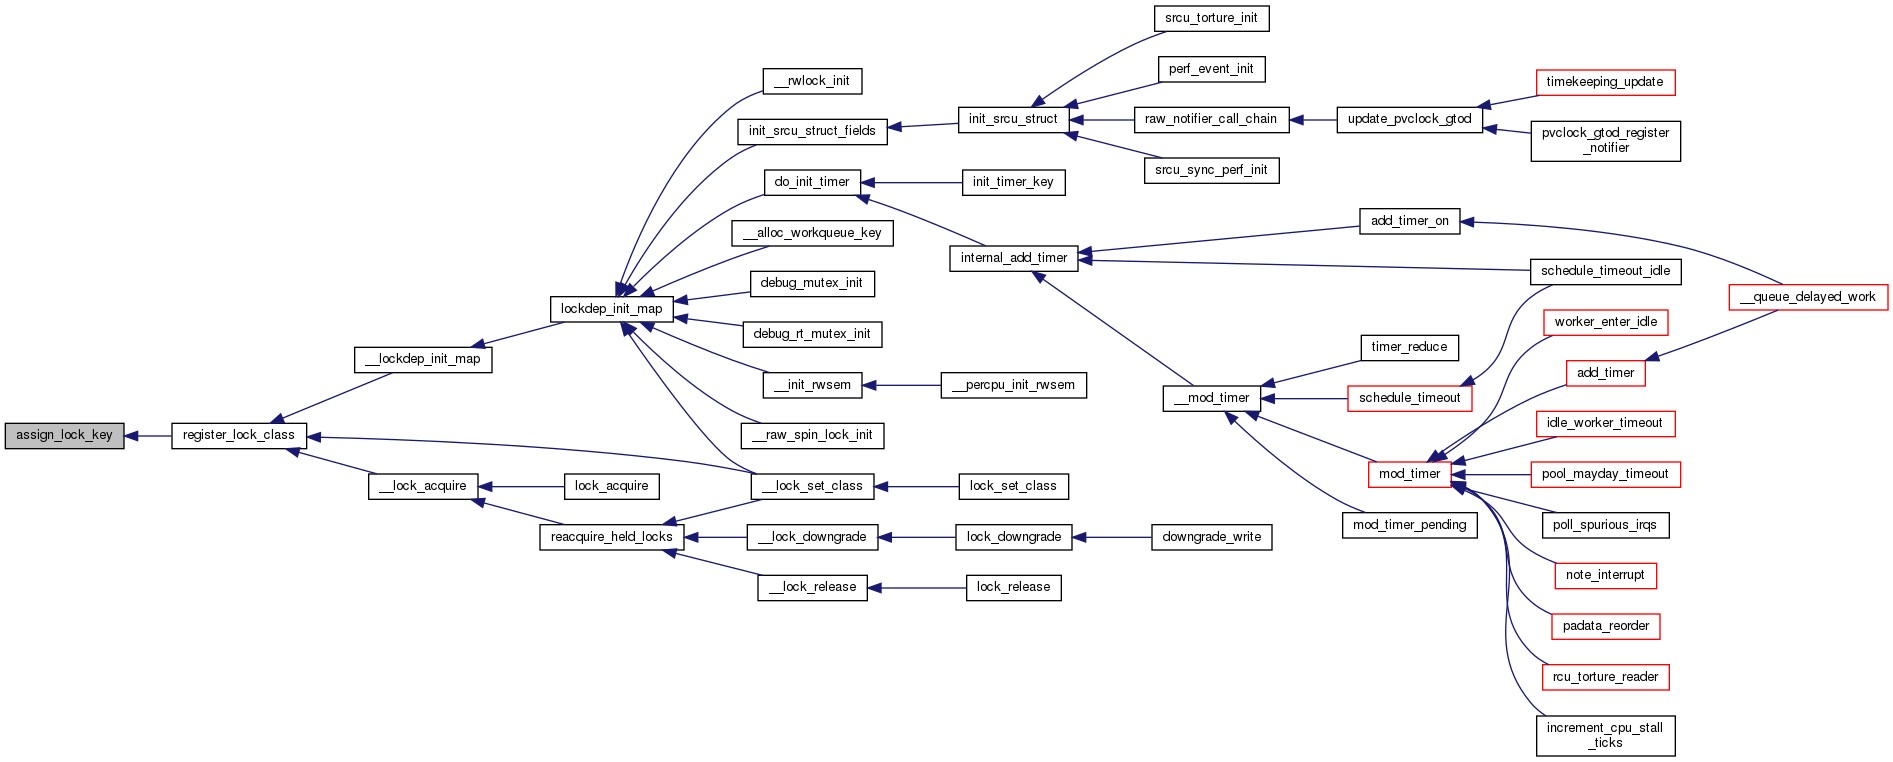 srcu_torture_init
perf_event_init
__rwlock_init
timekeeping_update
init_srcu_struct
raw_notifier_call_chain
update_pvclock_gtod
init_srcu_struct_fields
pvclock_gtod_register
_notifier
srcu_sync_perf_init
do_init_timer
init_timer_key
add_timer_on
__alloc_workqueue_key
internal_add_timer
schedule_timeout_idle
debug_mutex_init
__queue_delayed_work
lockdep_init_map
worker_enter_idle
debug_rt_mutex_init
timer_reduce
__lockdep_init_map
add_timer
__init_rwsem
__percpu_init_rwsem
__mod_timer
schedule_timeout
idle_worker_timeout
assign_lock_key
register_lock_class
__raw_spin_lock_init
mod_timer
pool_mayday_timeout
__lock_acquire
lock_acquire
__lock_set_class
lock_set_class
mod_timer_pending
poll_spurious_irqs
reacquire_held_locks
__lock_downgrade
lock_downgrade
downgrade_write
note_interrupt
__lock_release
lock_release
padata_reorder
rcu_torture_reader
increment_cpu_stall
_ticks